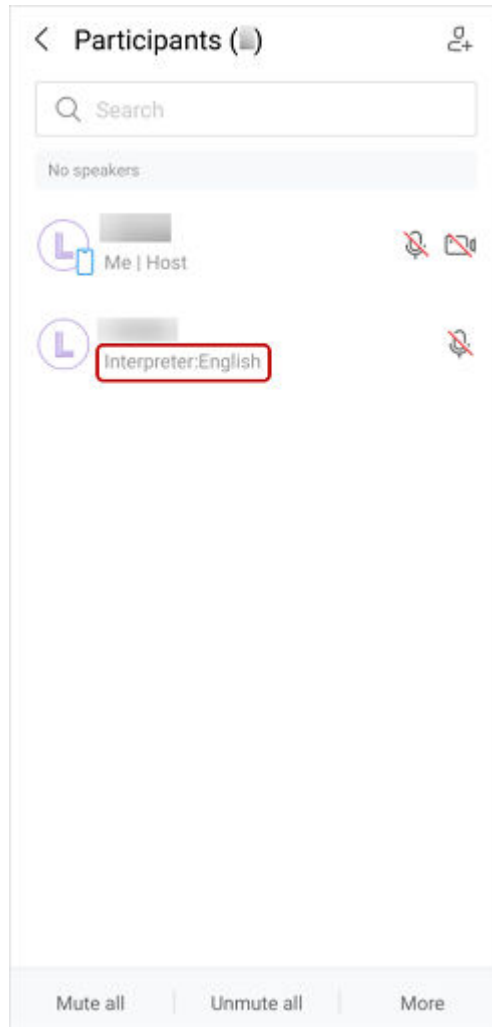 Participants ( )
Search
No speakers
L
Me | Host
L
Interpreter:English
Mute all
Unmute all
More